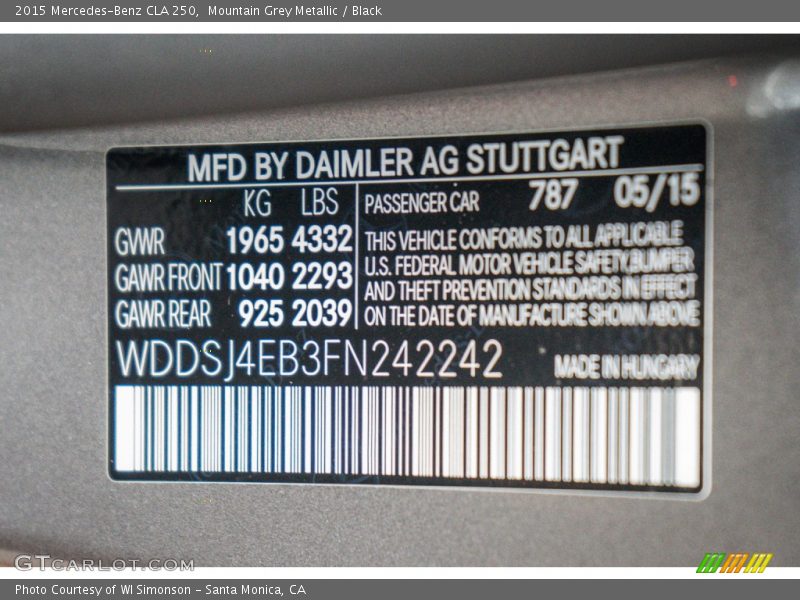 2015 Mercedes-Benz CLA 250,  Mountain Grey Metallic / Black
MFD BY DAIMLER AG STUTTGART
KG LBS
GVWR 1965 4332
GAWR FRONT 1040 2293
GAWR REAR 925 2039
PASSENGER CAR 787 05/15
THIS VEHICLE CONFORMS TO ALL APPLICABLE
U.S. FEDERAL MOTOR VEHICLE SAFETY, BUMPER
AND THEFT PREVENTION STANDARDS IN EFFECT
ON THE DATE OF MANUFACTURE SHOWN ABOVE
WDDSJ4EB3FN242242 MADE IN HUNGARY
GTCARLOT.COM
Photo Courtesy of WI Simonson - Santa Monica, CA